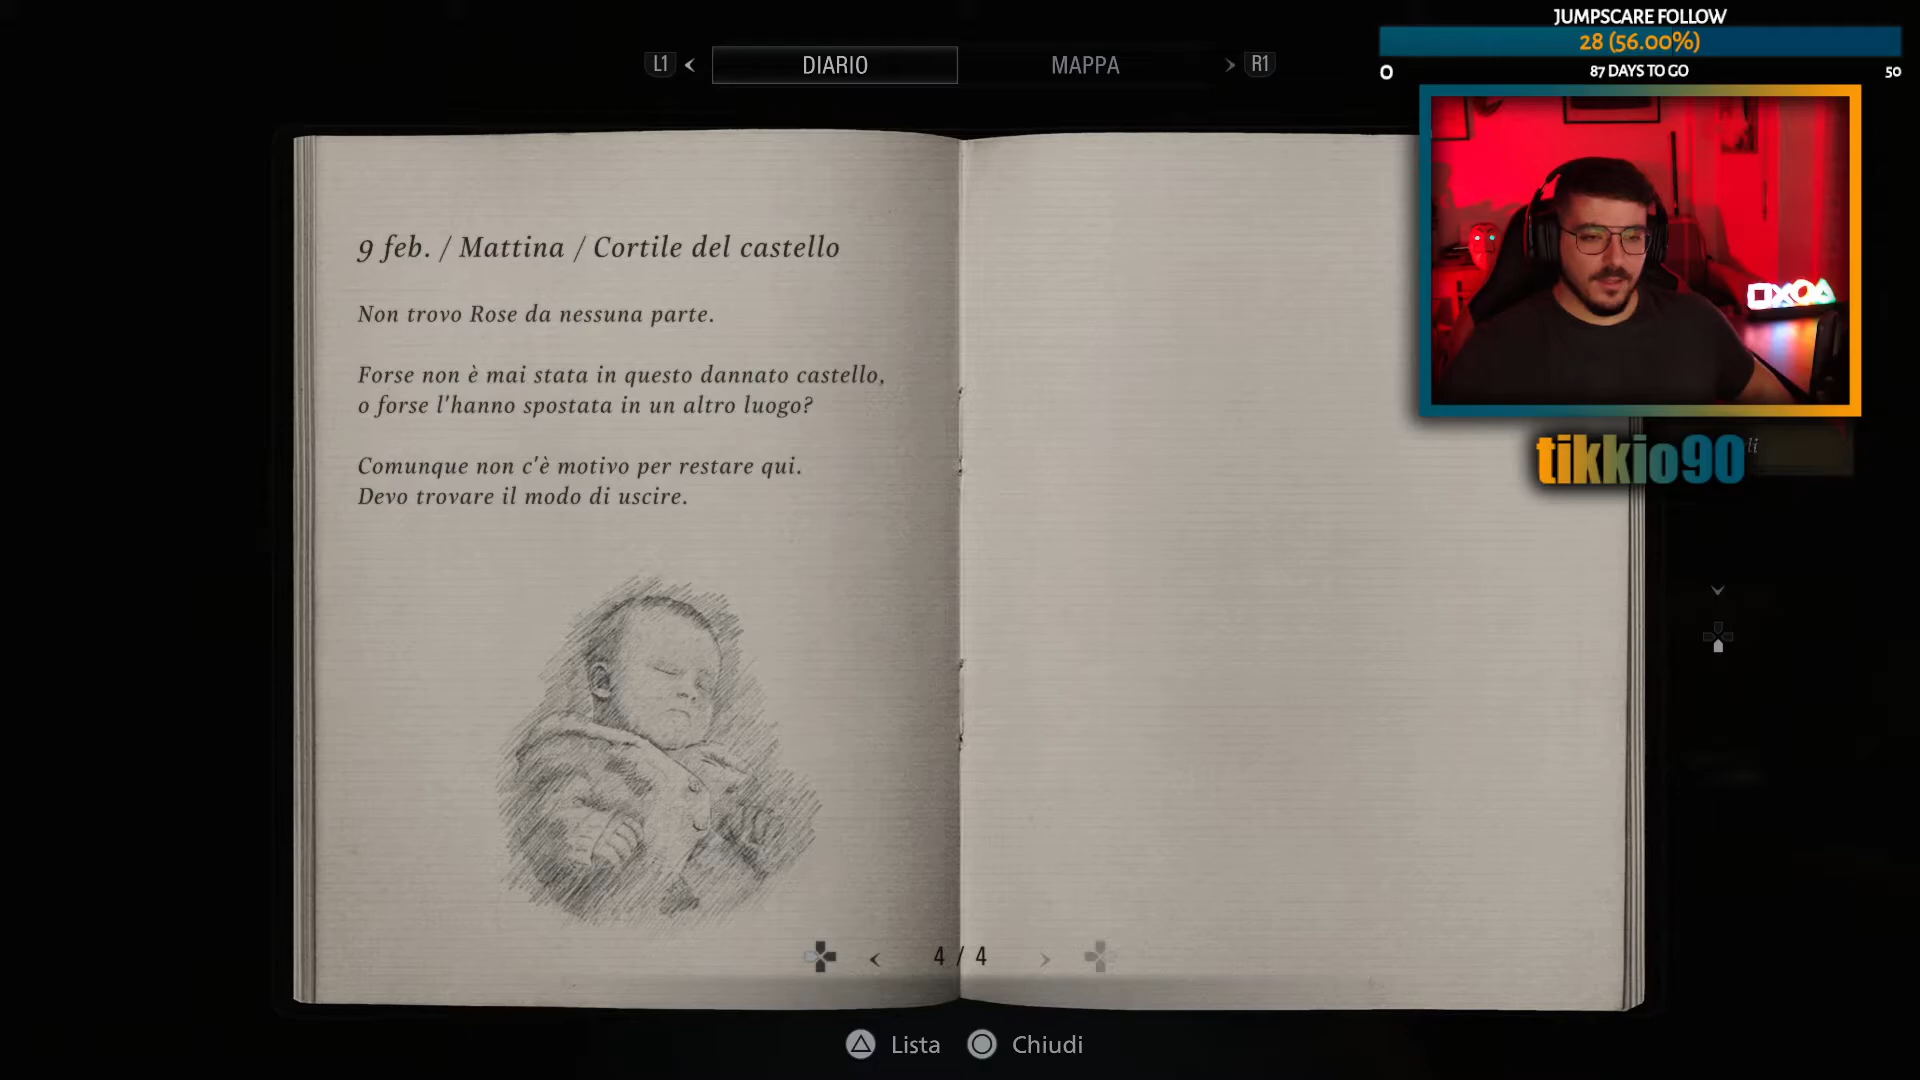 JUMPSCARE FOLLOW
28 (56.00%)
0 87 DAYS TO GO 50
L1 < DIARIO MAPPA > R1
9 feb. / Mattina / Cortile del castello
Non trovo Rose da nessuna parte.
Forse non è mai stata in questo dannato castello,
o forse l'hanno spostata in un altro luogo?
Comunque non c'è motivo per restare qui.
Devo trovare il modo di uscire.
tikkio90
< 4 / 4 >
Lista Chiudi